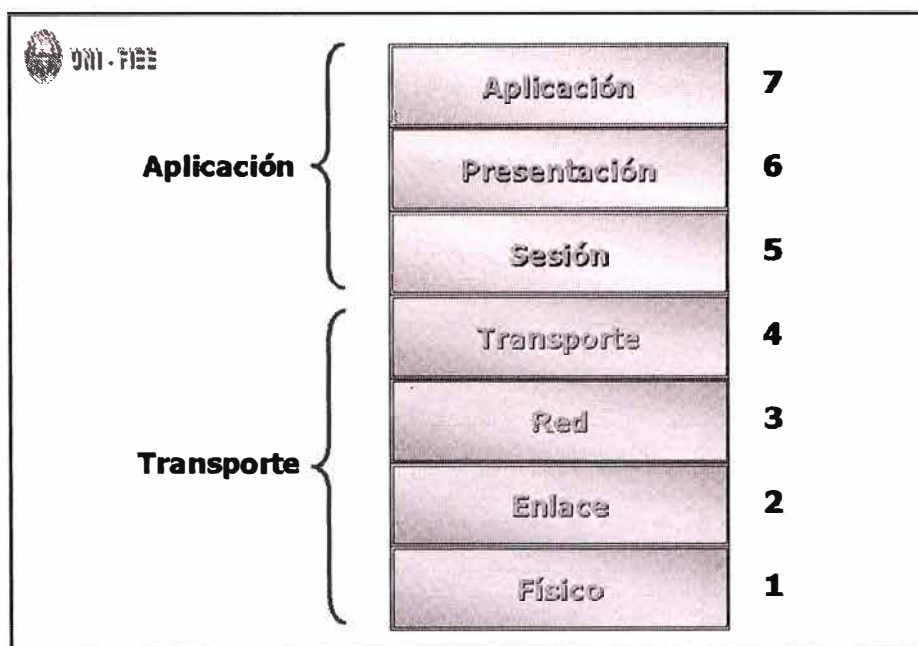 UNI - FIEE
Aplicación 7
Aplicación
Presentación 6
Sesión 5
Transporte 4
Red 3
Transporte
Enlace 2
Físico 1